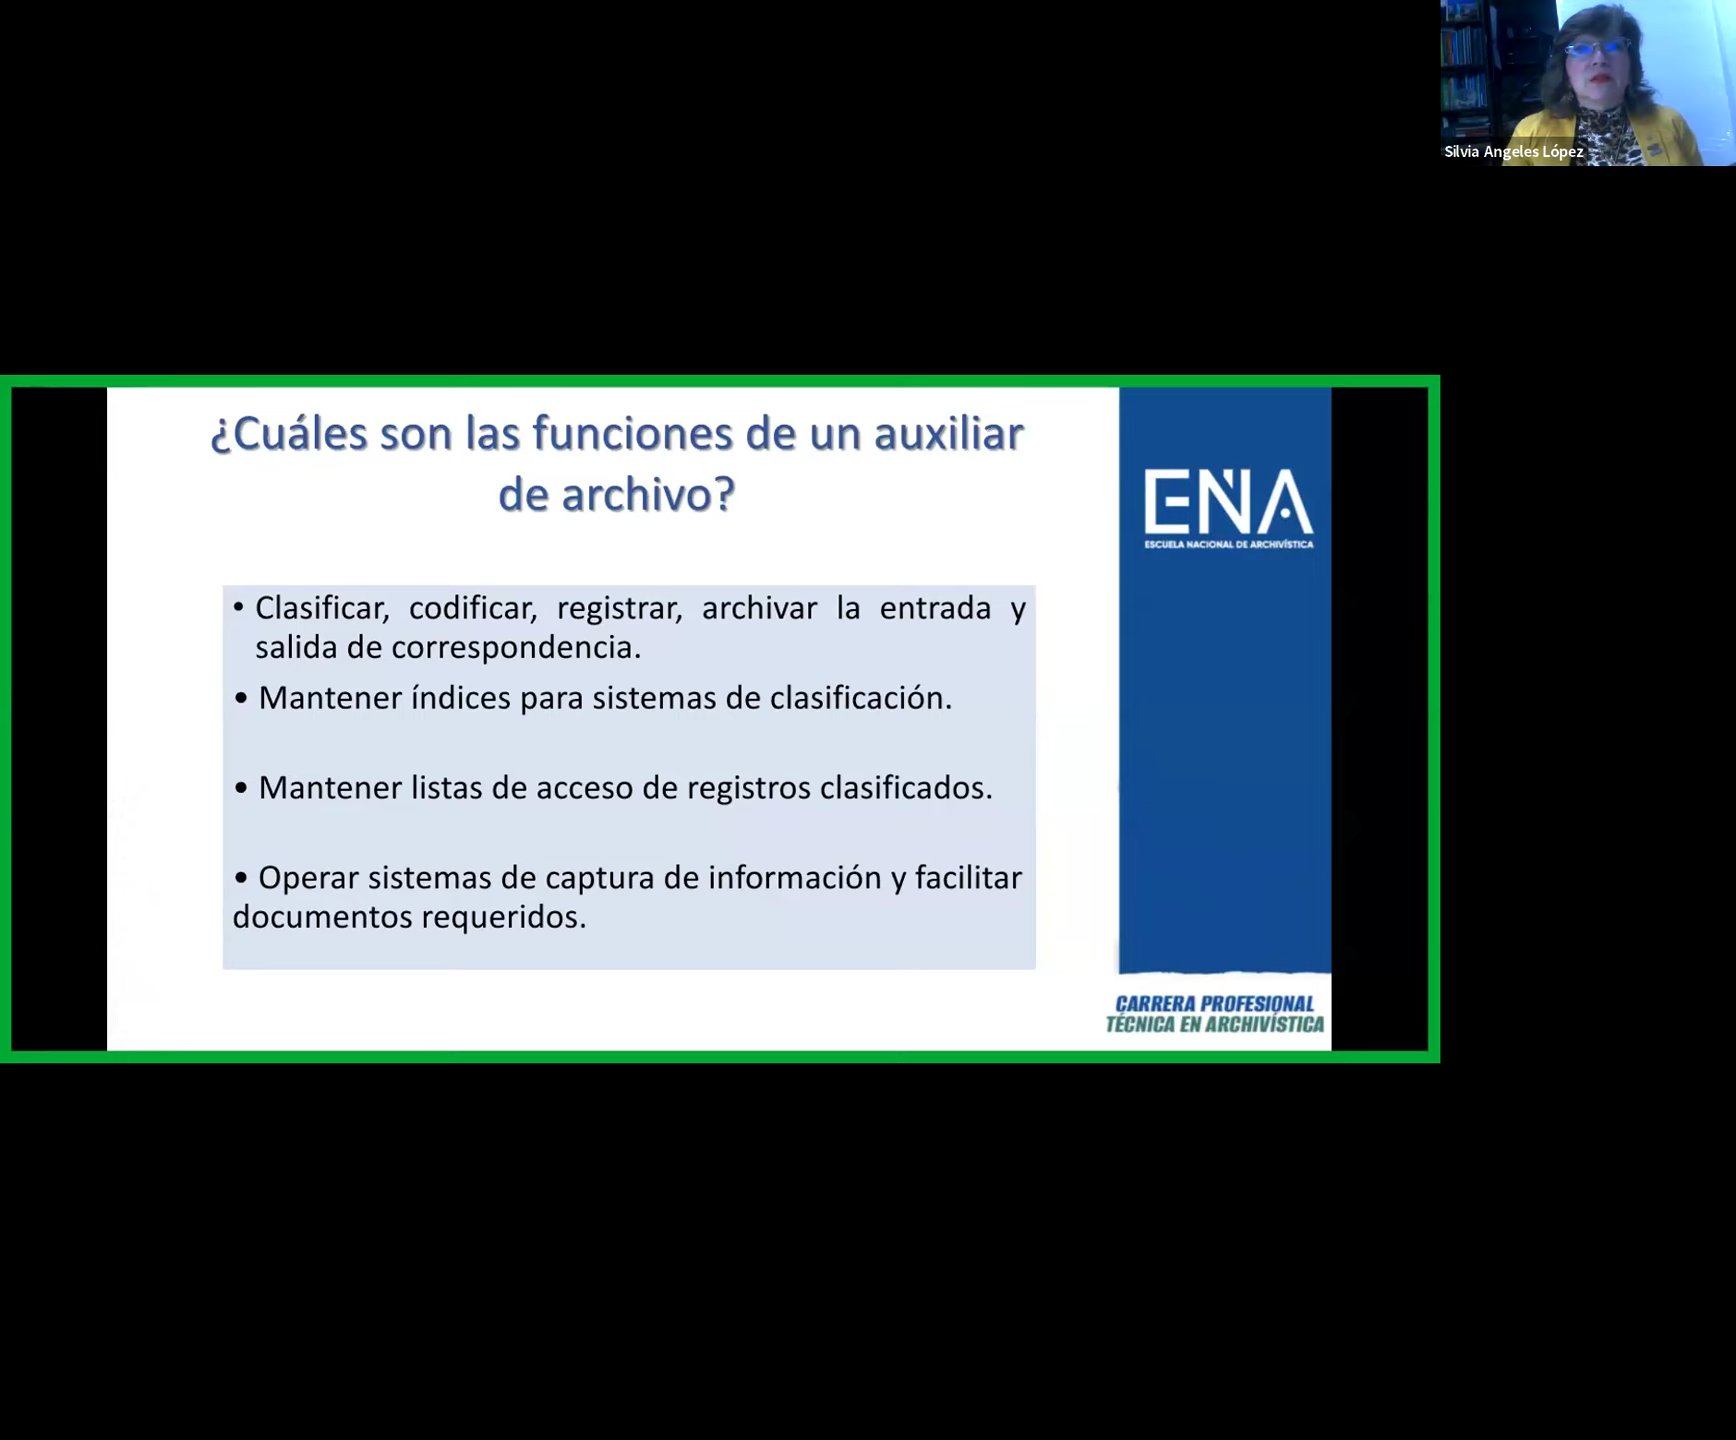 Silvia Angeles López
¿Cuáles son las funciones de un auxiliar
de archivo?
• Clasificar, codificar, registrar, archivar la entrada y
salida de correspondencia.
• Mantener índices para sistemas de clasificación.
• Mantener listas de acceso de registros clasificados.
• Operar sistemas de captura de información y facilitar
documentos requeridos.
ENA
ESCUELA NACIONAL DE ARCHIVÍSTICA
CARRERA PROFESIONAL
TÉCNICA EN ARCHIVÍSTICA